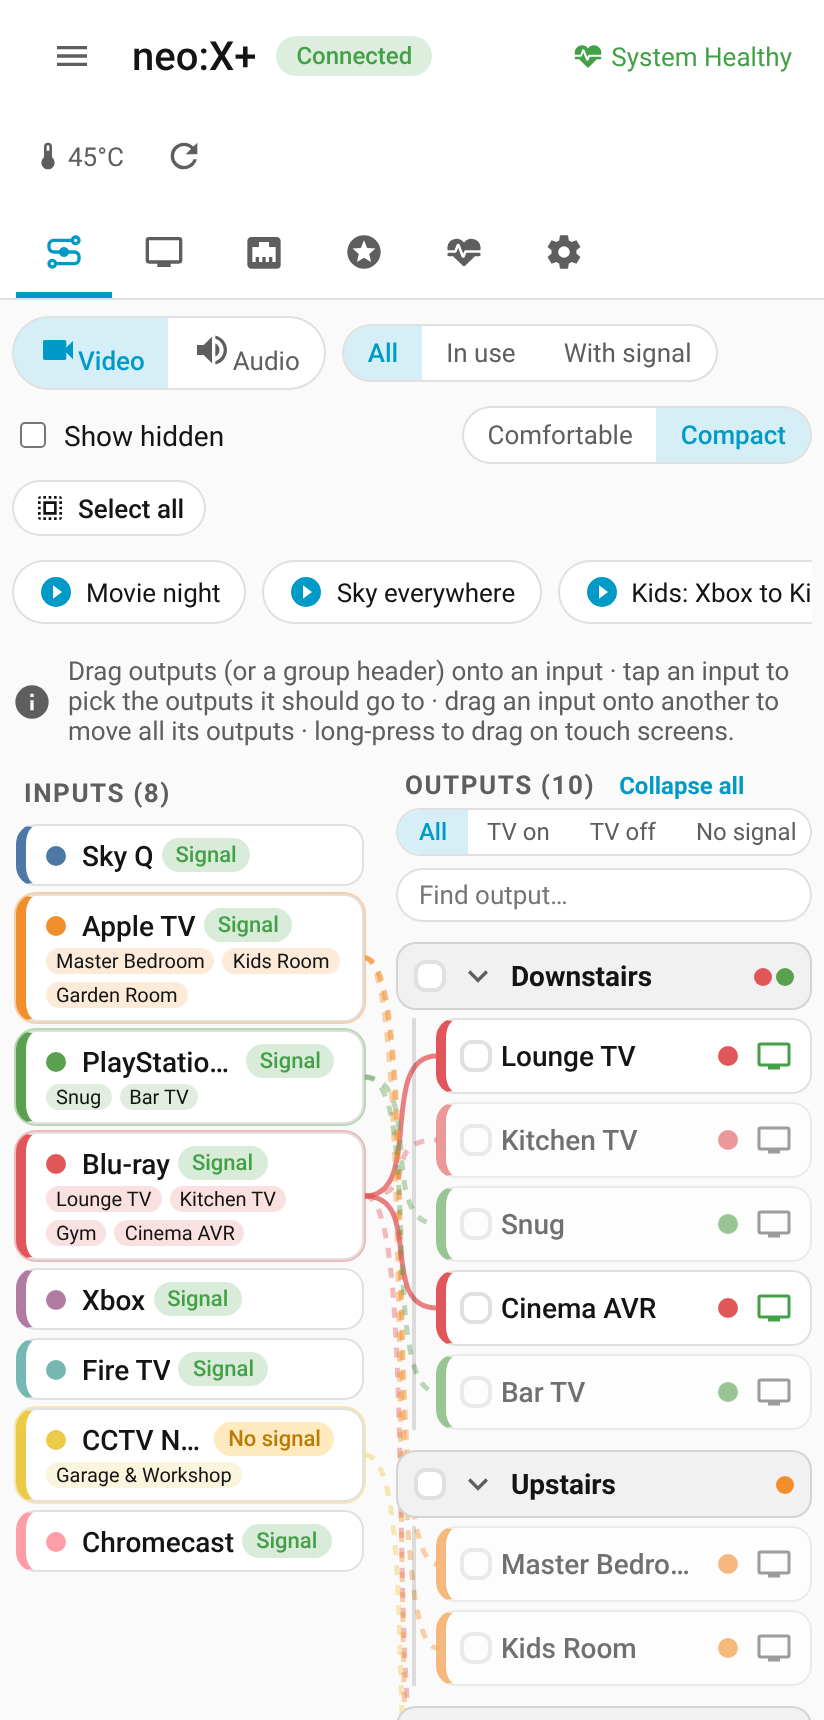 neo:X+ Connected System Healthy
45°C
Video Audio All In use With signal
Show hidden Comfortable Compact
Select all
Movie night Sky everywhere Kids: Xbox to Ki
Drag outputs (or a group header) onto an input · tap an input to
pick the outputs it should go to · drag an input onto another to
move all its outputs · long-press to drag on touch screens.
INPUTS (8)
Sky Q Signal
Apple TV Signal
Master Bedroom Kids Room
Garden Room
PlayStatio... Signal
Snug Bar TV
Blu-ray Signal
Lounge TV Kitchen TV
Gym Cinema AVR
Xbox Signal
Fire TV Signal
CCTV N... No signal
Garage & Workshop
Chromecast Signal
OUTPUTS (10) Collapse all
All TV on TV off No signal
Find output...
Downstairs
Lounge TV
Kitchen TV
Snug
Cinema AVR
Bar TV
Upstairs
Master Bedro...
Kids Room